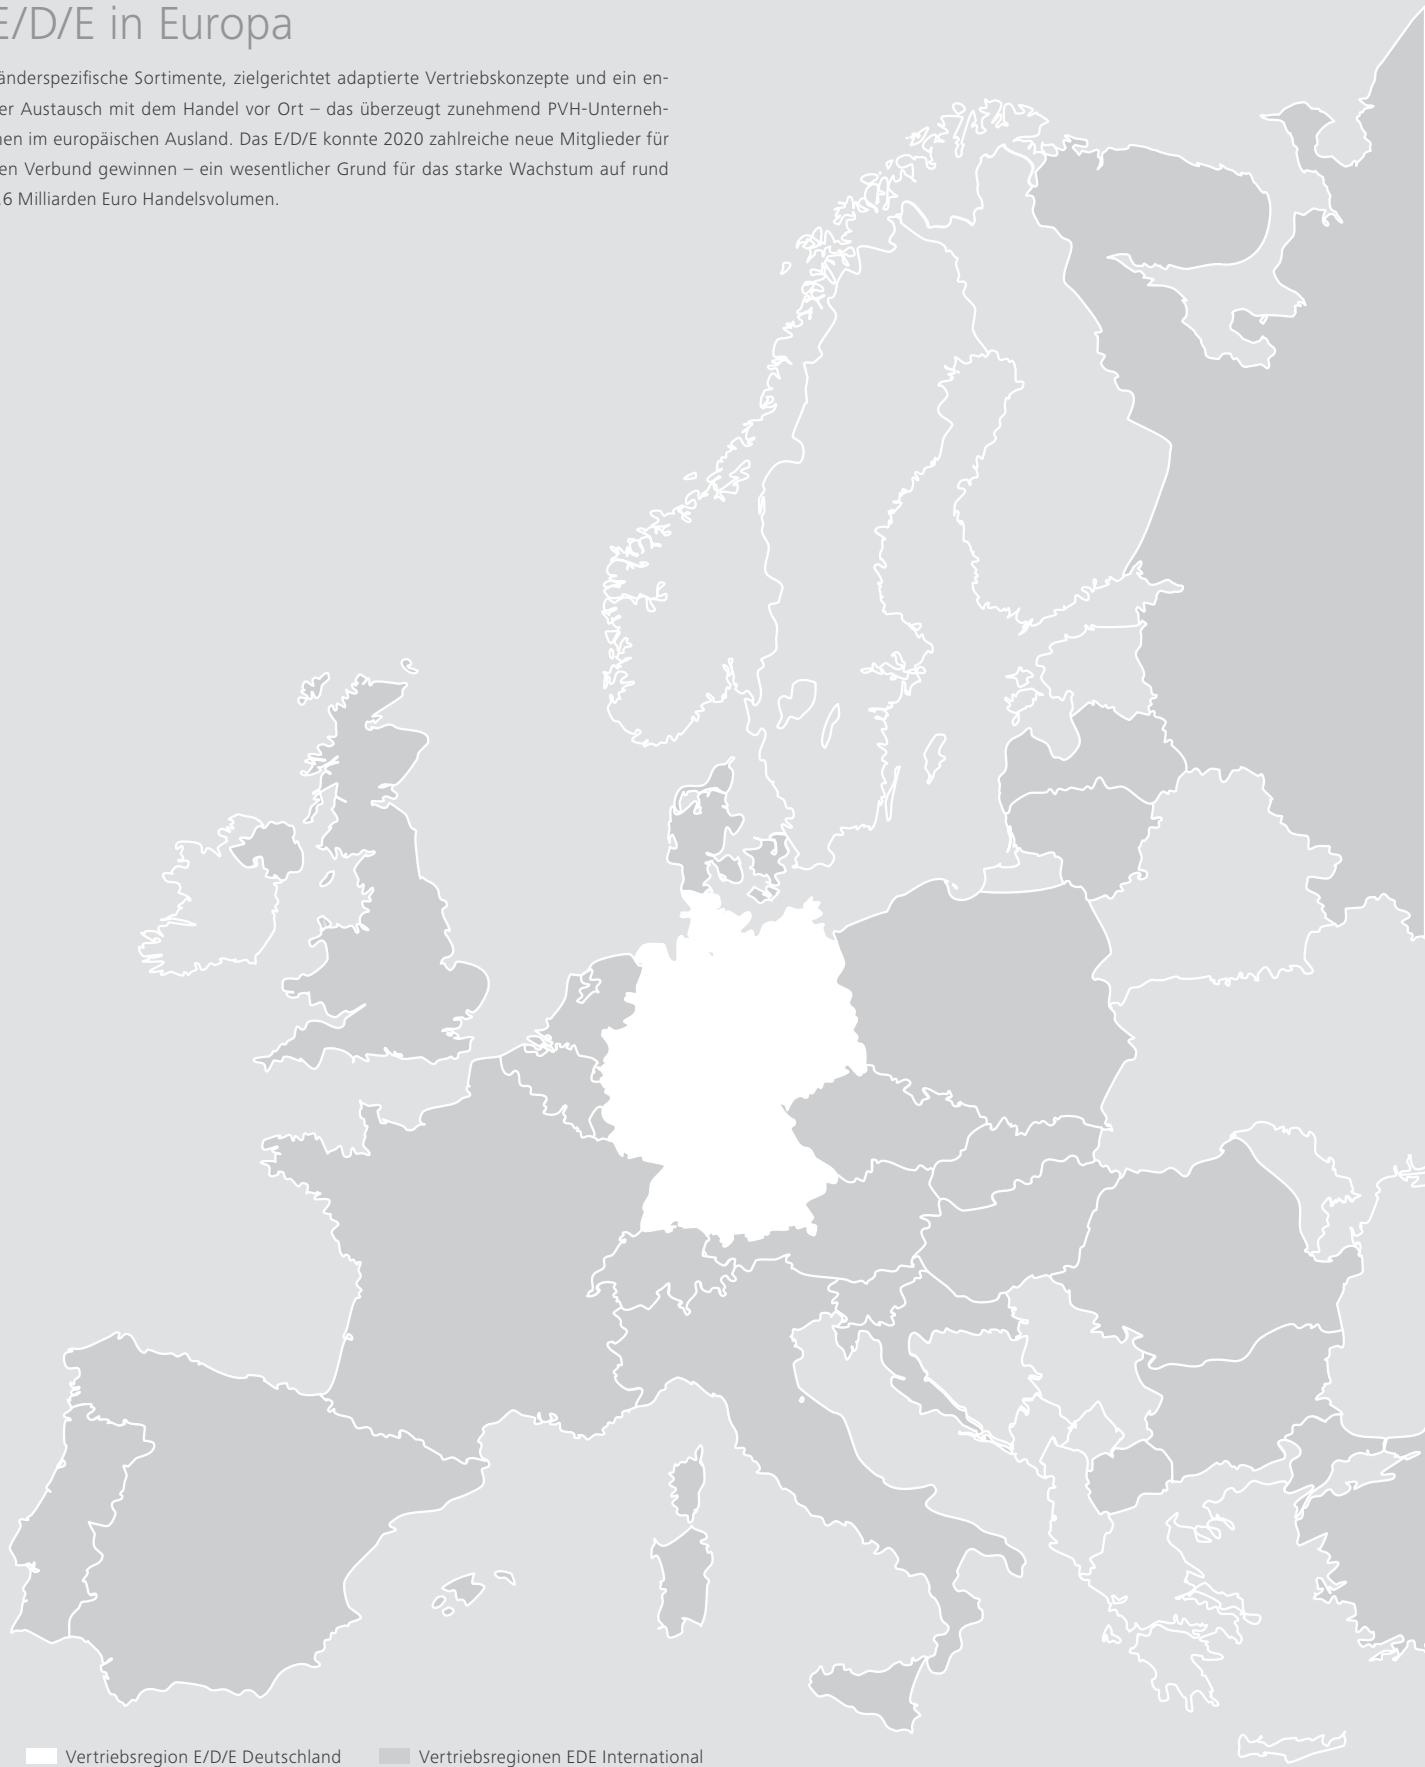 E/D/E in Europa
änderspezifische Sortimente, zielgerichtet adaptierte Vertriebskonzepte und ein en-
er Austausch mit dem Handel vor Ort – das überzeugt zunehmend PVH-Unterneh-
en im europäischen Ausland. Das E/D/E konnte 2020 zahlreiche neue Mitglieder für
en Verbund gewinnen – ein wesentlicher Grund für das starke Wachstum auf rund
,6 Milliarden Euro Handelsvolumen.
Vertriebsregion E/D/E Deutschland
Vertriebsregionen EDE International